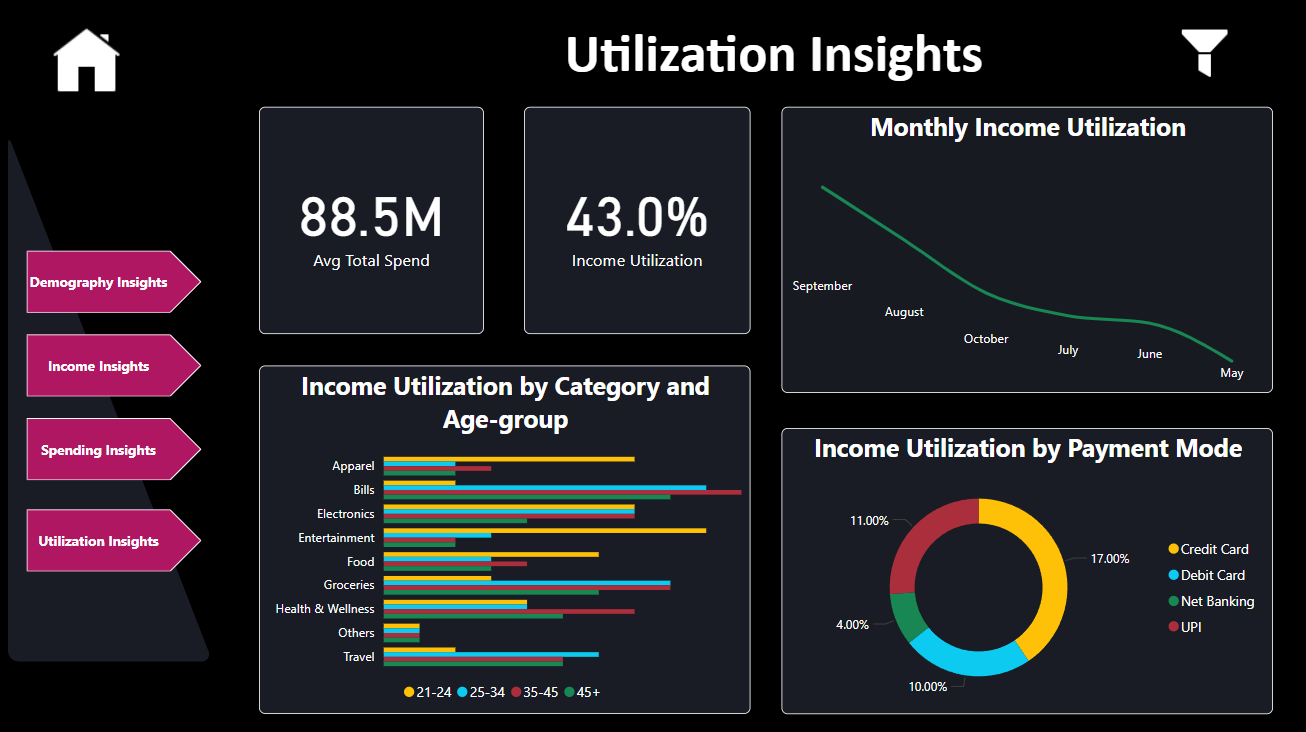 Utilization Insights
Demography Insights
Income Insights
Spending Insights
Utilization Insights
88.5M
Avg Total Spend
43.0%
Income Utilization
Monthly Income Utilization
September
August
October
July
June
May
Income Utilization by Category and
Age-group
Apparel
Bills
Electronics
Entertainment
Food
Groceries
Health & Wellness
Others
Travel
21-24 25-34 35-45 45+
Income Utilization by Payment Mode
11.00%
17.00%
4.00%
10.00%
Credit Card
Debit Card
Net Banking
UPI